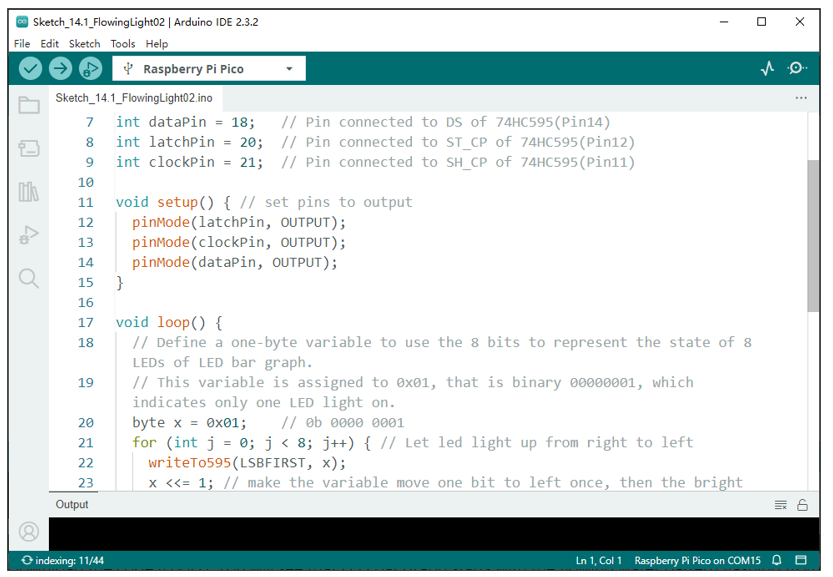 Sketch_14.1_FlowingLight02 | Arduino IDE 2.3.2
File Edit Sketch Tools Help
Raspberry Pi Pico
Sketch_14.1_FlowingLight02.ino
7 int dataPin = 18;   // Pin connected to DS of 74HC595(Pin14)
8 int latchPin = 20;  // Pin connected to ST_CP of 74HC595(Pin12)
9 int clockPin = 21;  // Pin connected to SH_CP of 74HC595(Pin11)
10
11 void setup() { // set pins to output
12   pinMode(latchPin, OUTPUT);
13   pinMode(clockPin, OUTPUT);
14   pinMode(dataPin, OUTPUT);
15 }
16
17 void loop() {
18   // Define a one-byte variable to use the 8 bits to represent the state of 8
LEDs of LED bar graph.
19   // This variable is assigned to 0x01, that is binary 00000001, which
indicates only one LED light on.
20   byte x = 0x01;    // 0b 0000 0001
21   for (int j = 0; j < 8; j++) { // Let led light up from right to left
22     writeTo595(LSBFIRST, x);
23     x <<= 1; // make the variable move one bit to left once, then the bright
Output
indexing: 11/44 Ln 1, Col 1 Raspberry Pi Pico on COM15